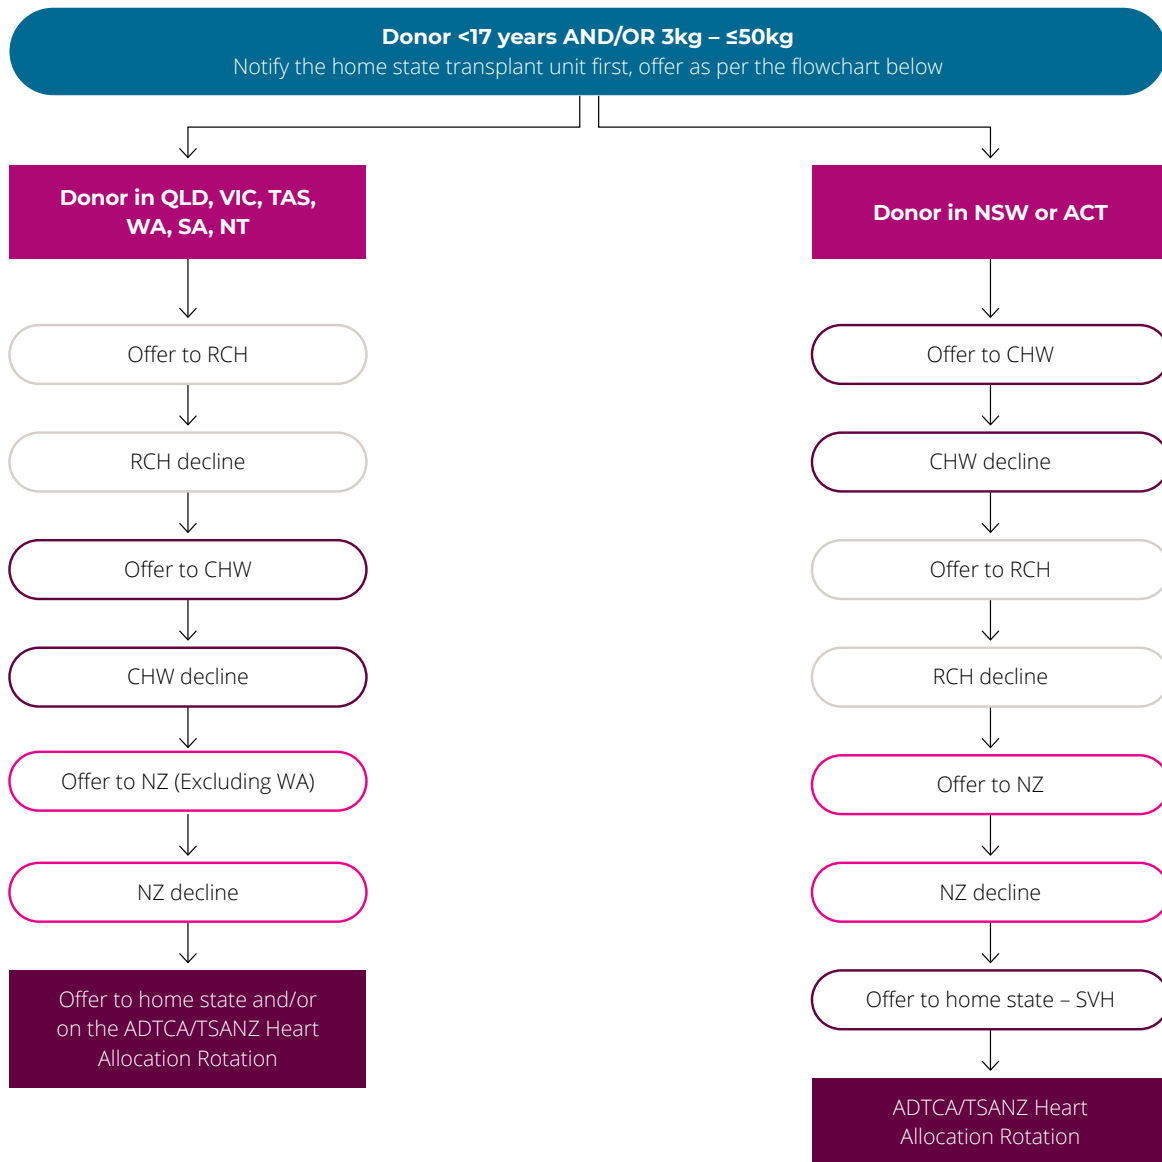 Donor <17 years AND/OR 3kg – ≤50kg
Notify the home state transplant unit first, offer as per the flowchart below
Donor in QLD, VIC, TAS,
WA, SA, NT
Offer to RCH
RCH decline
Offer to CHW
CHW decline
Offer to NZ (Excluding WA)
NZ decline
Offer to home state and/or
on the ADTCA/TSANZ Heart
Allocation Rotation
Donor in NSW or ACT
Offer to CHW
CHW decline
Offer to RCH
RCH decline
Offer to NZ
NZ decline
Offer to home state – SVH
ADTCA/TSANZ Heart
Allocation Rotation